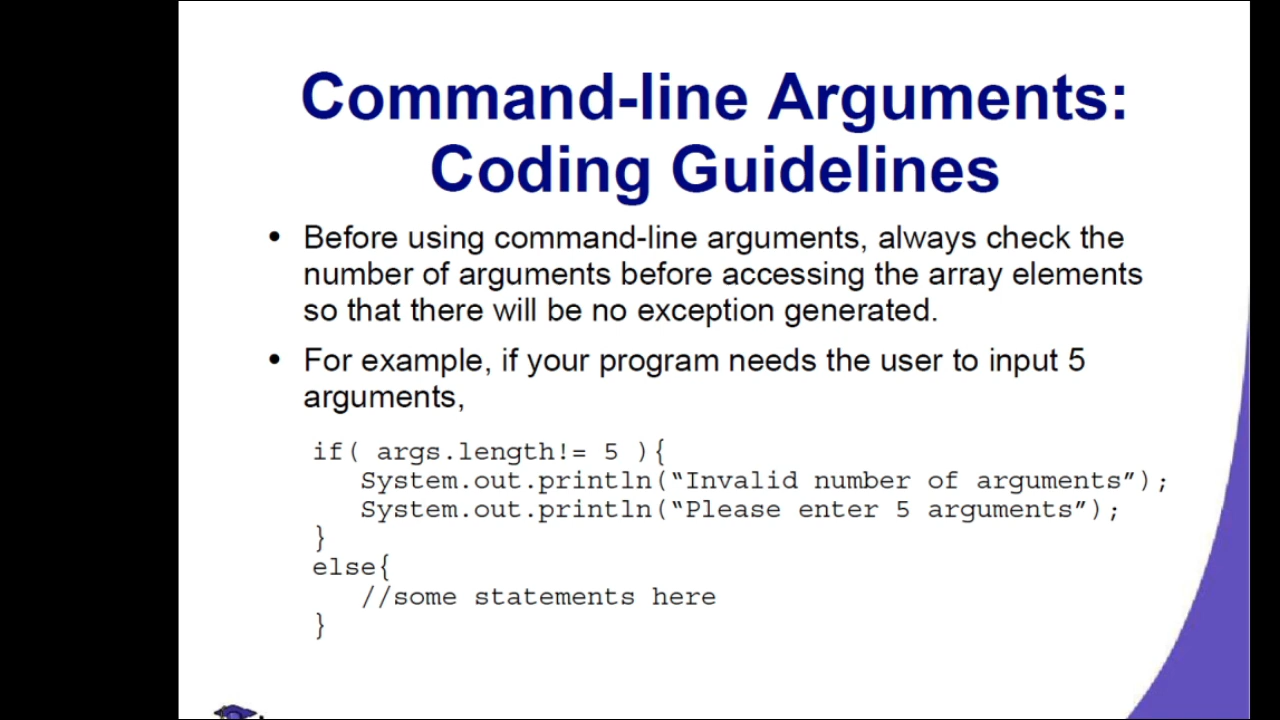 Command-line Arguments:
Coding Guidelines
• Before using command-line arguments, always check the
number of arguments before accessing the array elements
so that there will be no exception generated.
• For example, if your program needs the user to input 5
arguments,
if( args.length!= 5 ){
   System.out.println(“Invalid number of arguments”);
   System.out.println(“Please enter 5 arguments”);
}
else{
   //some statements here
}